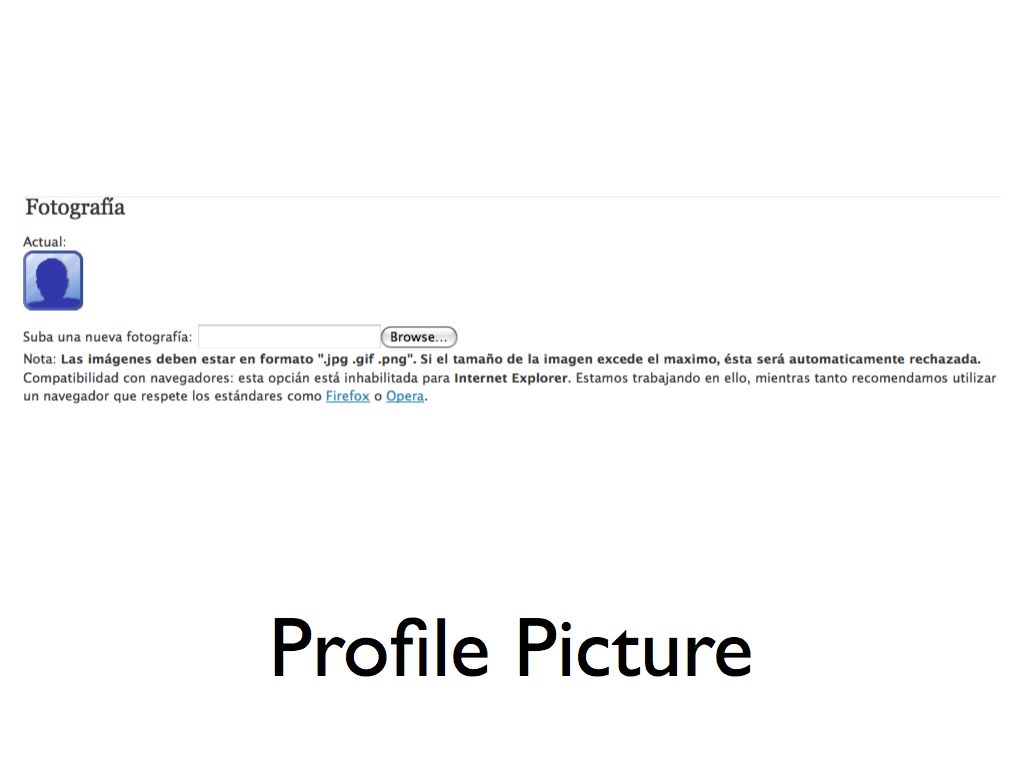 Fotografía
Actual:
Suba una nueva fotografía: Browse...
Nota: Las imágenes deben estar en formato ".jpg .gif .png". Si el tamaño de la imagen excede el maximo, ésta será automaticamente rechazada.
Compatibilidad con navegadores: esta opcián está inhabilitada para Internet Explorer. Estamos trabajando en ello, mientras tanto recomendamos utilizar
un navegador que respete los estándares como Firefox o Opera.
Profile Picture